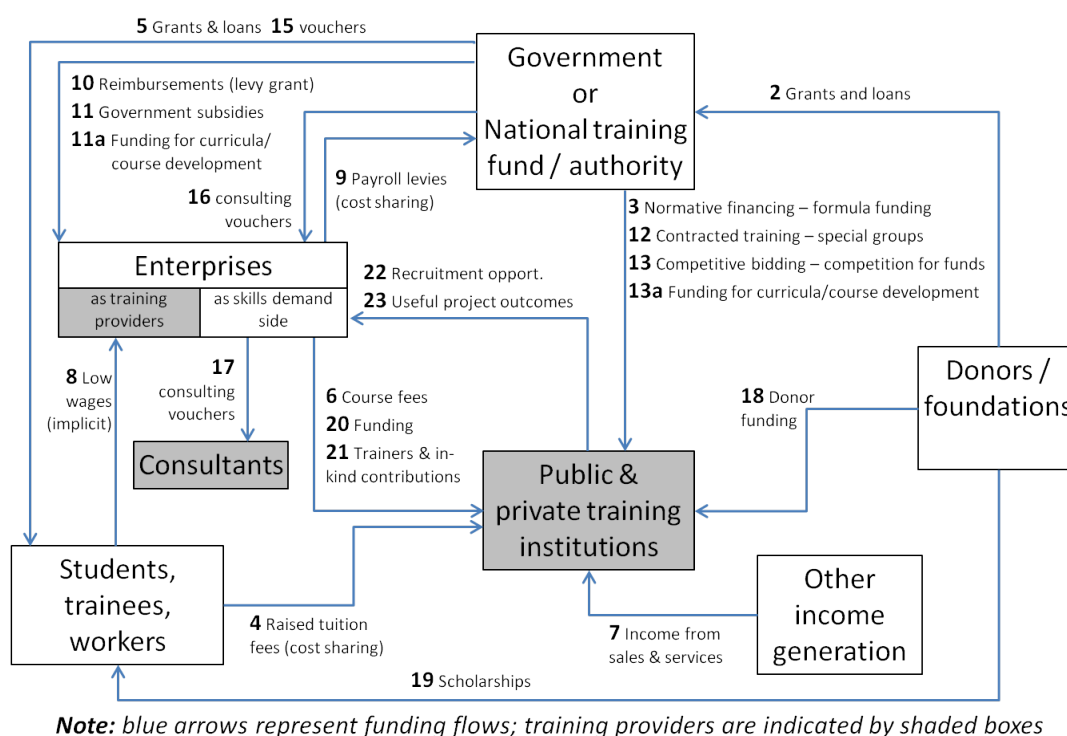 5 Grants & loans 15 vouchers
Government
or
National training
fund / authority
10 Reimbursements (levy grant)
11 Government subsidies
11a Funding for curricula/
course development
2 Grants and loans
9 Payroll levies
(cost sharing)
16 consulting
vouchers
3 Normative financing – formula funding
12 Contracted training – special groups
13 Competitive bidding – competition for funds
13a Funding for curricula/course development
Enterprises
as training
providers
as skills demand
side
22 Recruitment opport.
23 Useful project outcomes
8 Low
wages
(implicit)
17
consulting
vouchers
6 Course fees
20 Funding
21 Trainers & in-
kind contributions
Donors /
foundations
18 Donor
funding
Consultants
Public &
private training
institutions
Students,
trainees,
workers
4 Raised tuition
fees (cost sharing)
7 Income from
sales & services
Other
income
generation
19 Scholarships
Note: blue arrows represent funding flows; training providers are indicated by shaded boxes